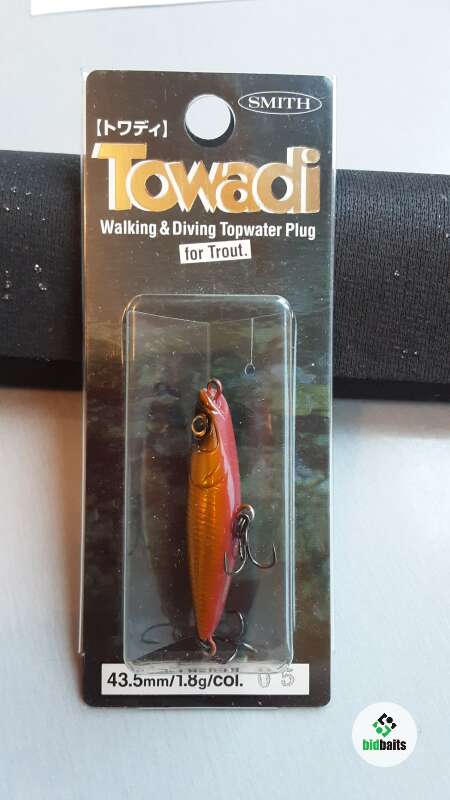 SMITH
【トワディ】
Towadi
Walking & Diving Topwater Plug
for Trout.
43.5mm/1.8g/col. 05
bidbaits